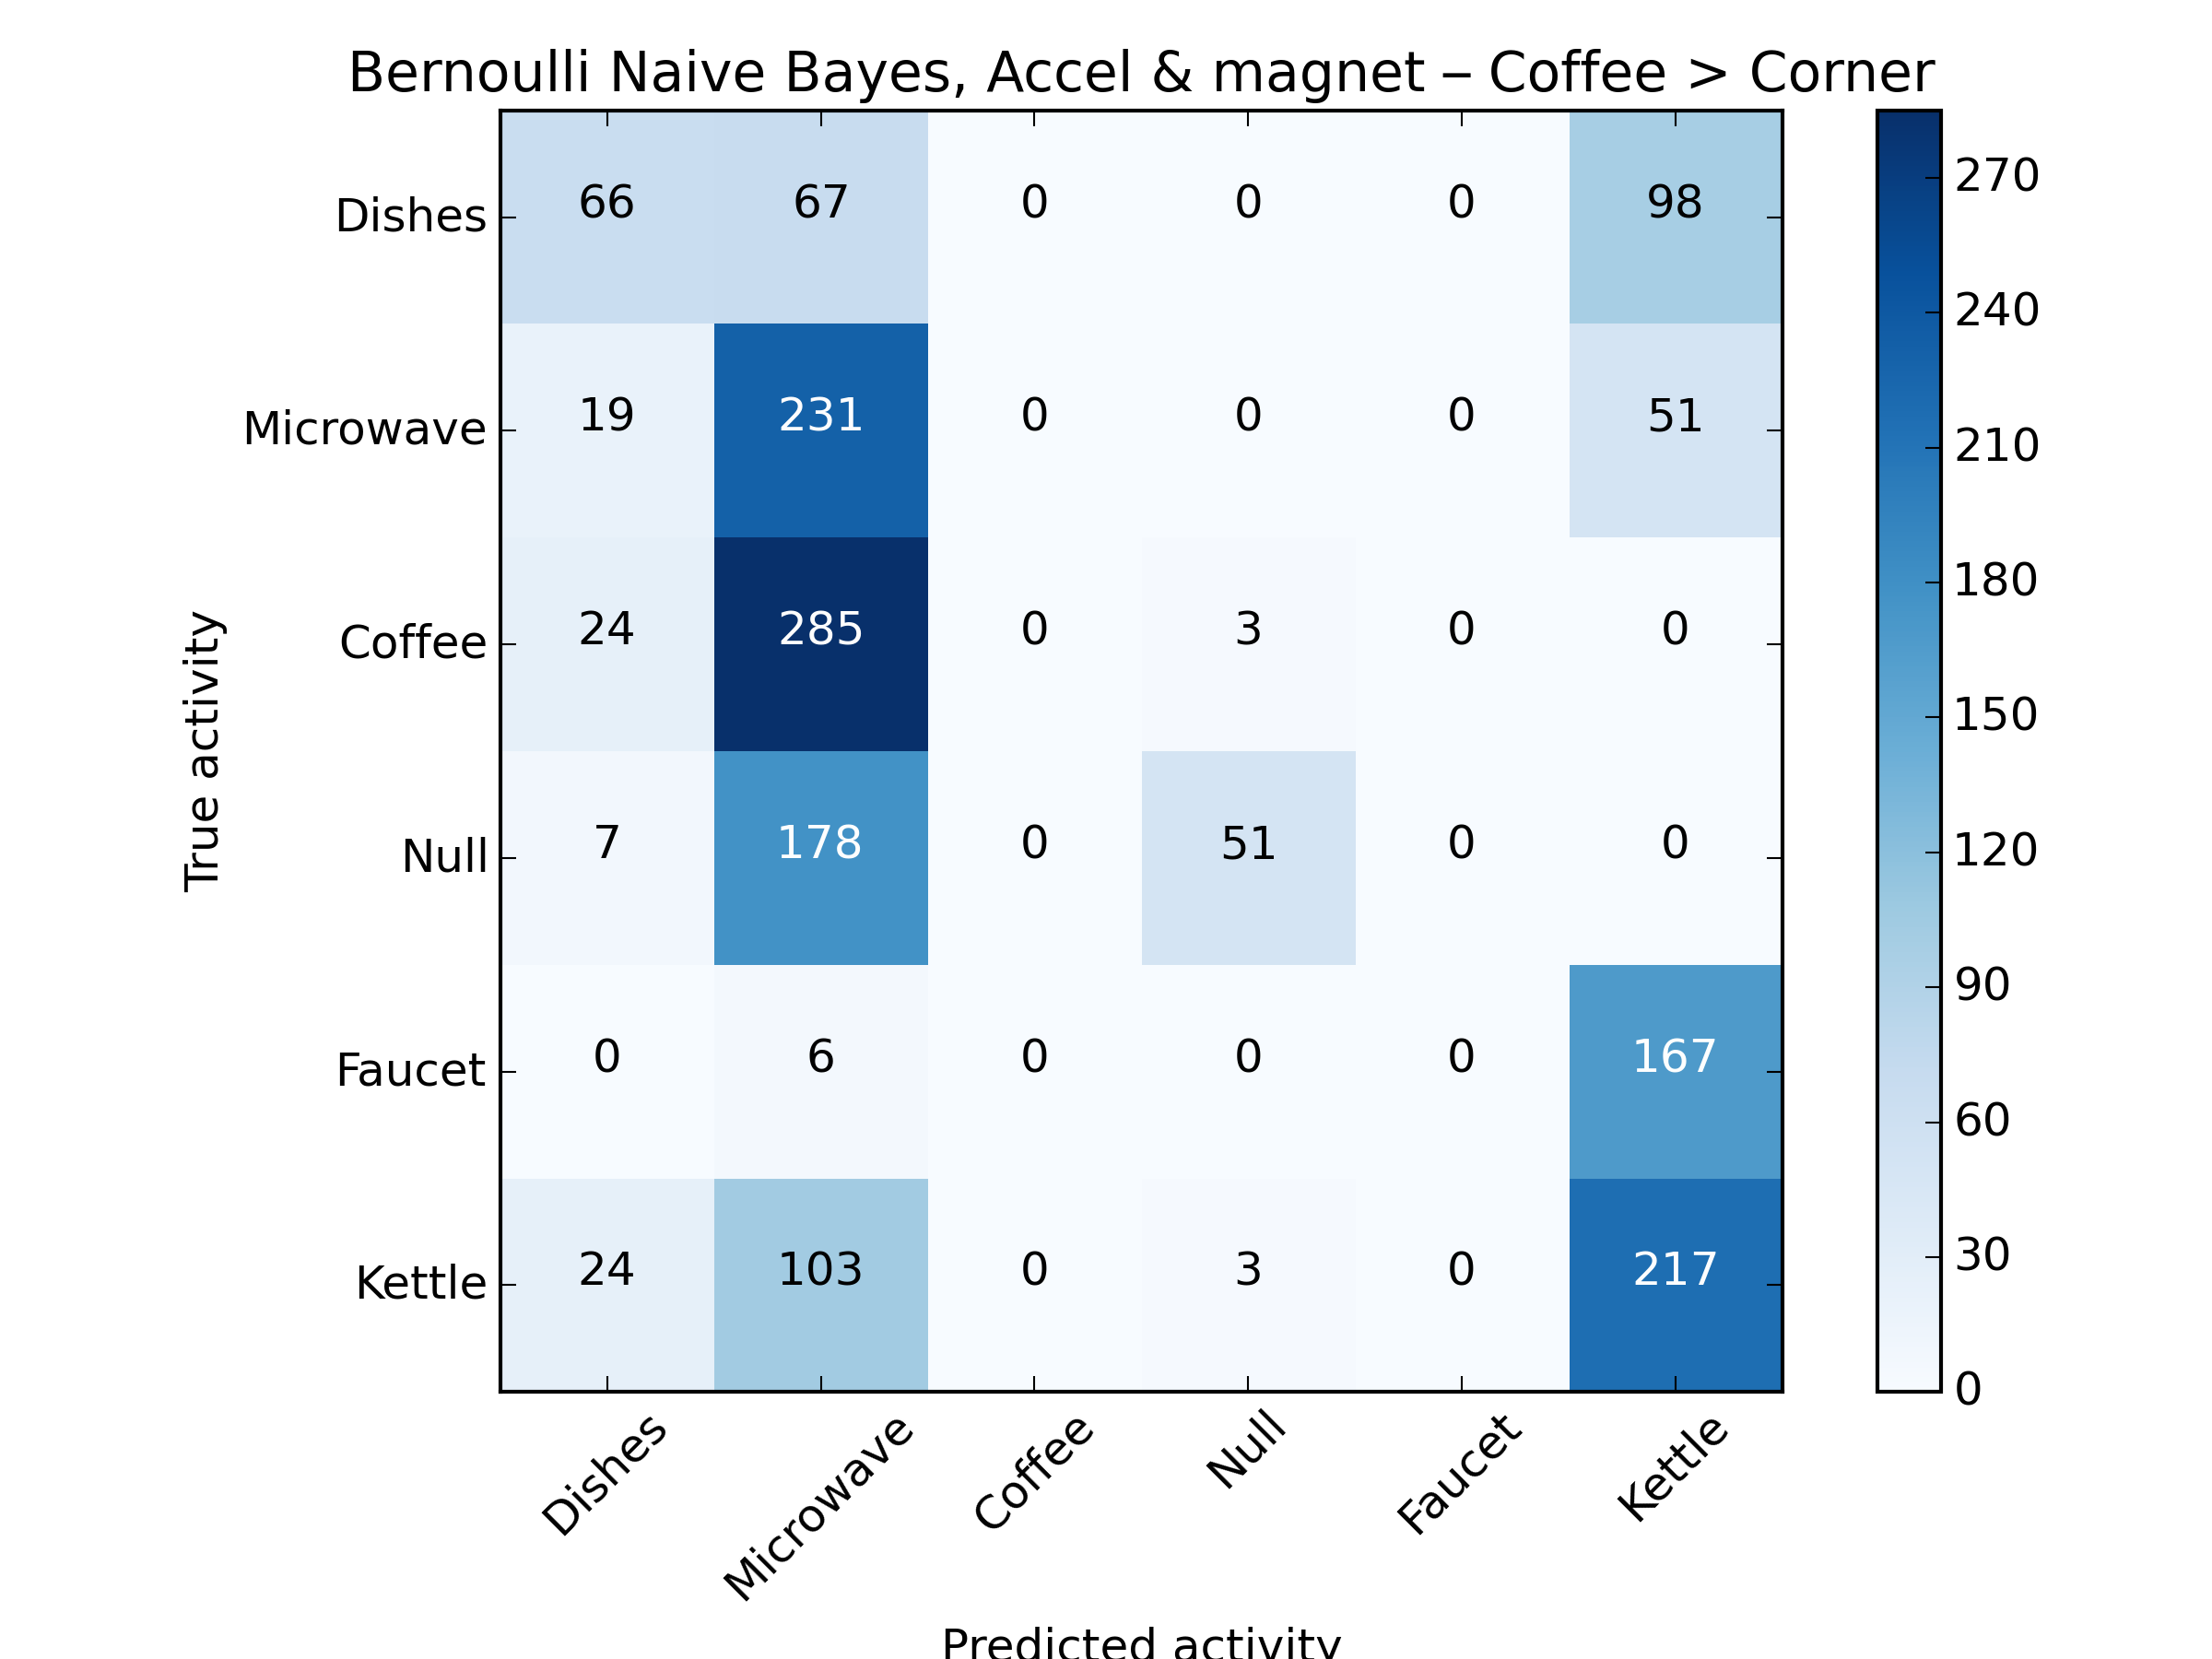 Bernoulli Naive Bayes, Accel & magnet – Coffee > Corner
Dishes 66 67 0 0 0 98
Microwave 19 231 0 0 0 51
Coffee 24 285 0 3 0 0
Null 7 178 0 51 0 0
Faucet 0 6 0 0 0 167
Kettle 24 103 0 3 0 217
True activity
Dishes Microwave Coffee Null Faucet Kettle
Predicted activity
270
240
210
180
150
120
90
60
30
0